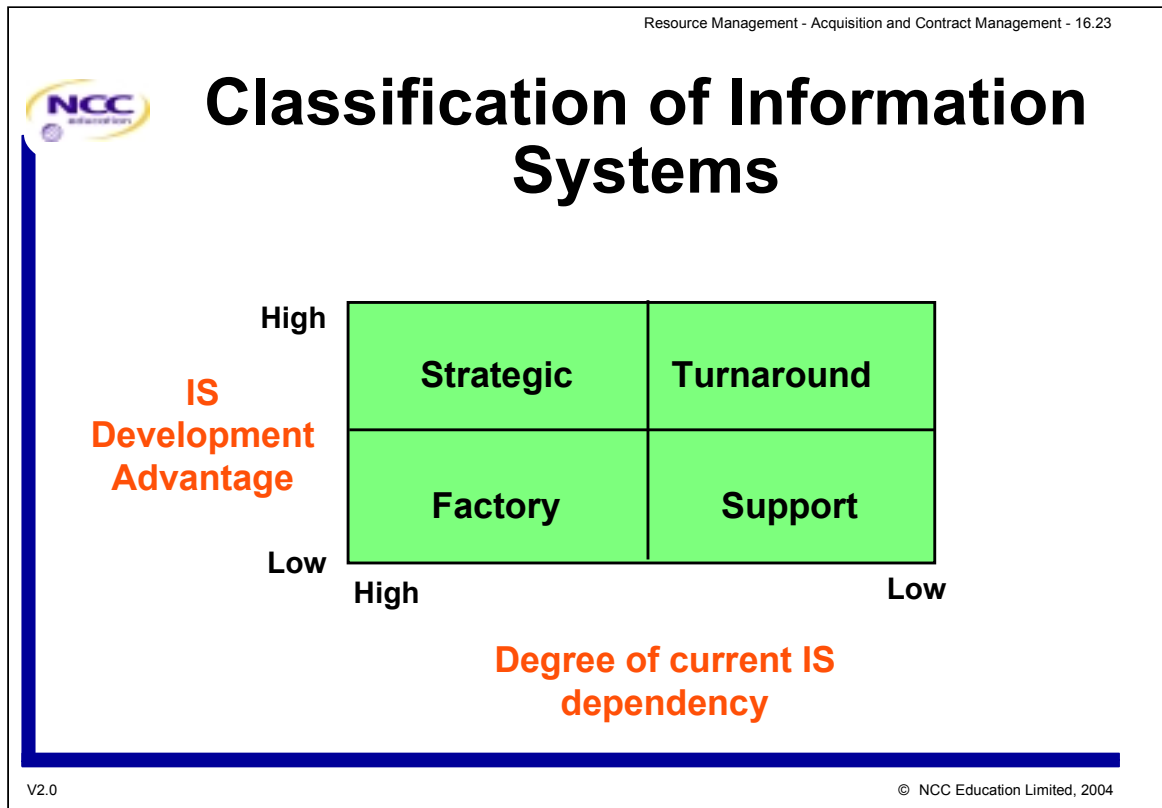 Resource Management - Acquisition and Contract Management - 16.23
NCC
education
Classification of Information
Systems
High
Strategic
Turnaround
IS
Development
Advantage
Factory
Support
Low
High
Low
Degree of current IS
dependency
V2.0
© NCC Education Limited, 2004